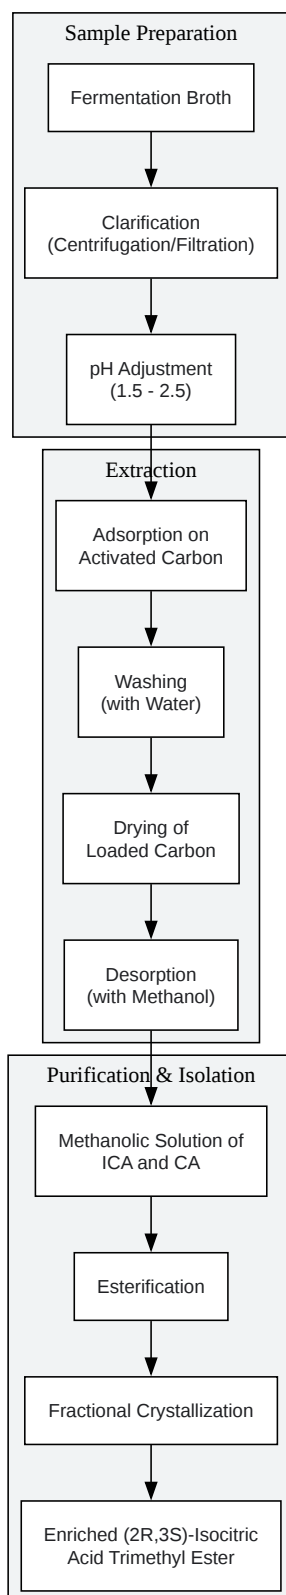 Sample Preparation
Fermentation Broth
Clarification
(Centrifugation/Filtration)
pH Adjustment
(1.5 - 2.5)
Extraction
Adsorption on
Activated Carbon
Washing
(with Water)
Drying of
Loaded Carbon
Desorption
(with Methanol)
Purification & Isolation
Methanolic Solution of
ICA and CA
Esterification
Fractional Crystallization
Enriched (2R,3S)-Isocitric
Acid Trimethyl Ester